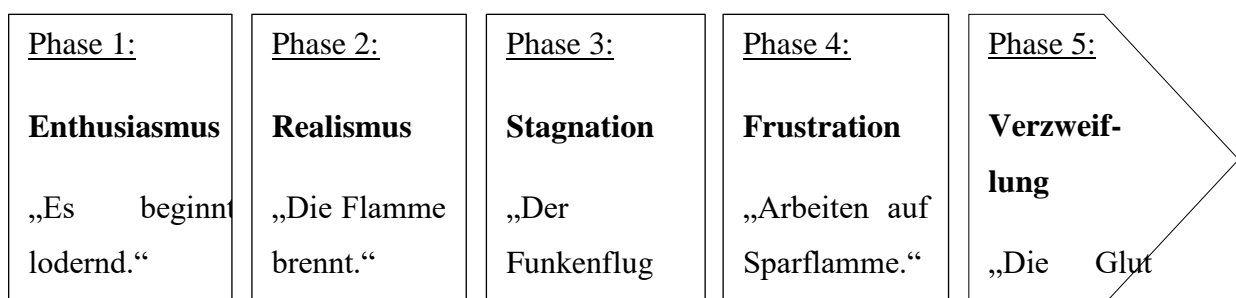 Phase 1:
Enthusiasmus
„Es beginnt
lodernd.“
Phase 2:
Realismus
„Die Flamme
brennt.“
Phase 3:
Stagnation
„Der
Funkenflug
Phase 4:
Frustration
„Arbeiten auf
Sparflamme.“
Phase 5:
Verzweif-
lung
„Die Glut